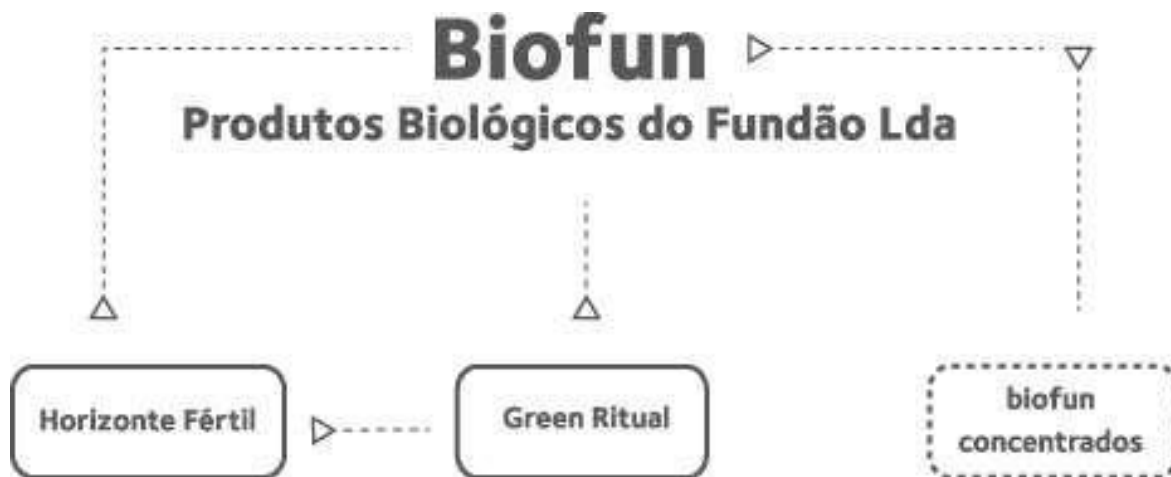 Biofun
Produtos Biológicos do Fundão Lda
Horizonte Fértil
Green Ritual
biofun
concentrados